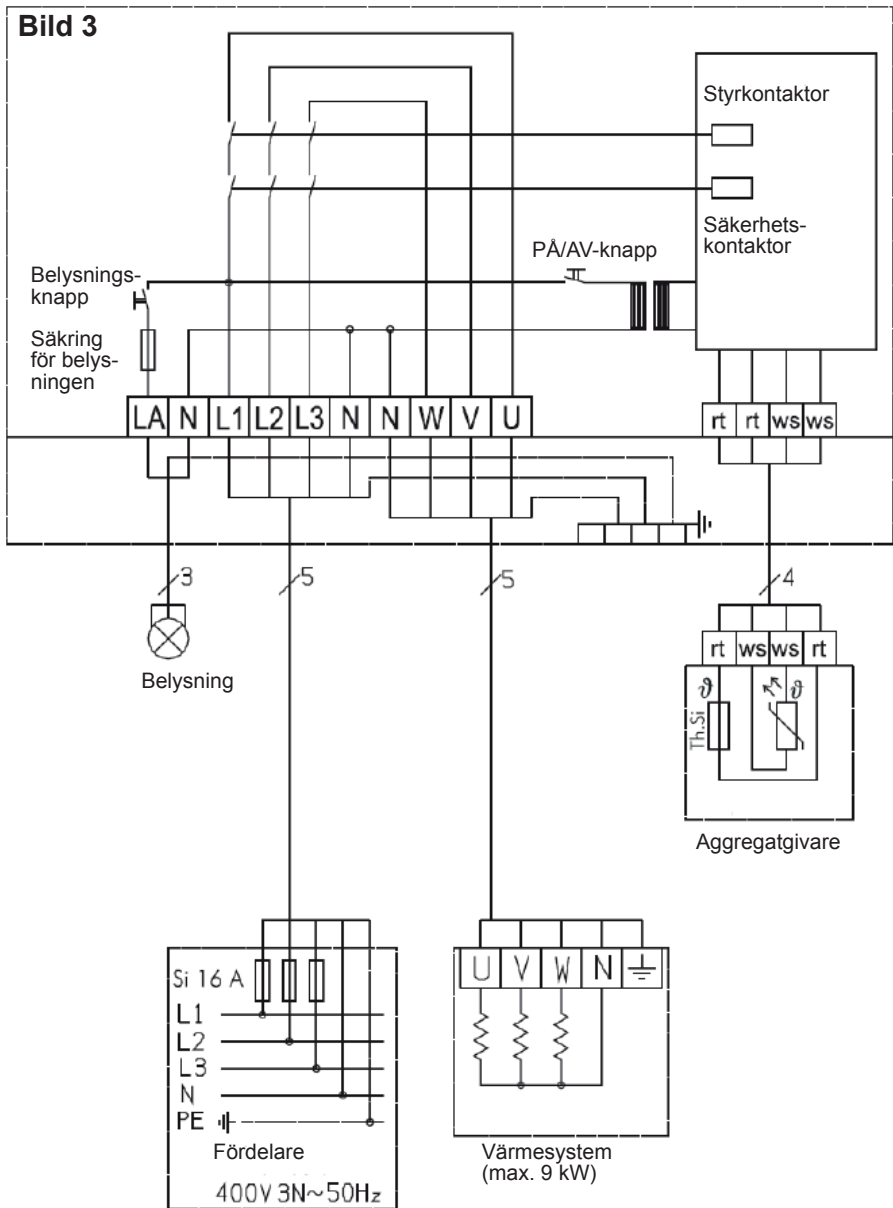 Bild 3
Styrkontaktor
Säkerhets-
kontaktor
PÅ/AV-knapp
Belysnings-
knapp
Säkring
för belys-
ningen
LA N L1 L2 L3 N N W V U
rt rt ws ws
3
5
5
4
Belysning
rt ws ws rt
ϑ
ϑ
Th.Si
Aggregatgivare
Si 16 A
L1
L2
L3
N
PE
Fördelare
400V 3N~50Hz
U V W N
Värmesystem
(max. 9 kW)